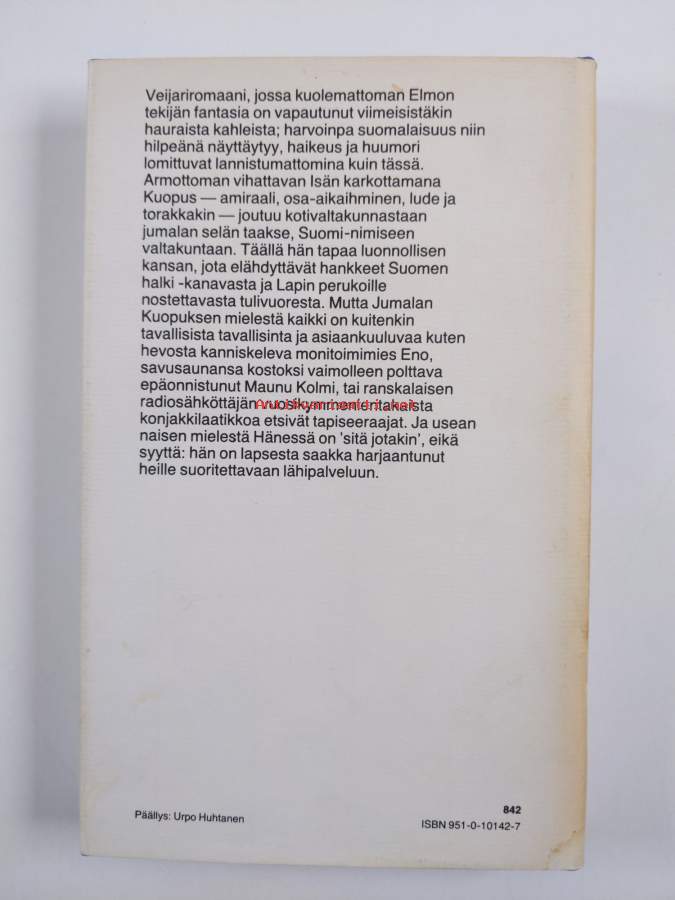 Veijariromaani, jossa kuolemattoman Elmon
tekijän fantasia on vapautunut viimeisistäkin
hauraista kahleista; harvoinpa suomalaisuus niin
hilpeänä näyttäytyy, haikeus ja huumori
lomittuvat lannistumattomina kuin tässä.
Armottoman vihattavan Isän karkottamana
Kuopus — amiraali, osa-aikaihminen, lude ja
torakkakin — joutuu kotivaltakunnastaan
jumalan selän taakse, Suomi-nimiseen
valtakuntaan. Täällä hän tapaa luonnollisen
kansan, jota elähdyttävät hankkeet Suomen
halki -kanavasta ja Lapin perukoille
nostettavasta tulivuoresta. Mutta Jumalan
Kuopuksen mielestä kaikki on kuitenkin
tavallisista tavallisinta ja asiaankuuluvaa kuten
hevosta kanniskeleva monitoimimies Eno,
savusaunansa kostoksi vaimolleen polttava
epäonnistunut Maunu Kolmi, tai ranskalaisen
radiosähköttäjän vuosikymmenien takaista
konjakkilaatikkoa etsivät tapiseeraajat. Ja usean
naisen mielestä Hänessä on 'sitä jotakin', eikä
syyttä: hän on lapsesta saakka harjaantunut
heille suoritettavaan lähipalveluun.
Päällys: Urpo Huhtanen
842
ISBN 951-0-10142-7